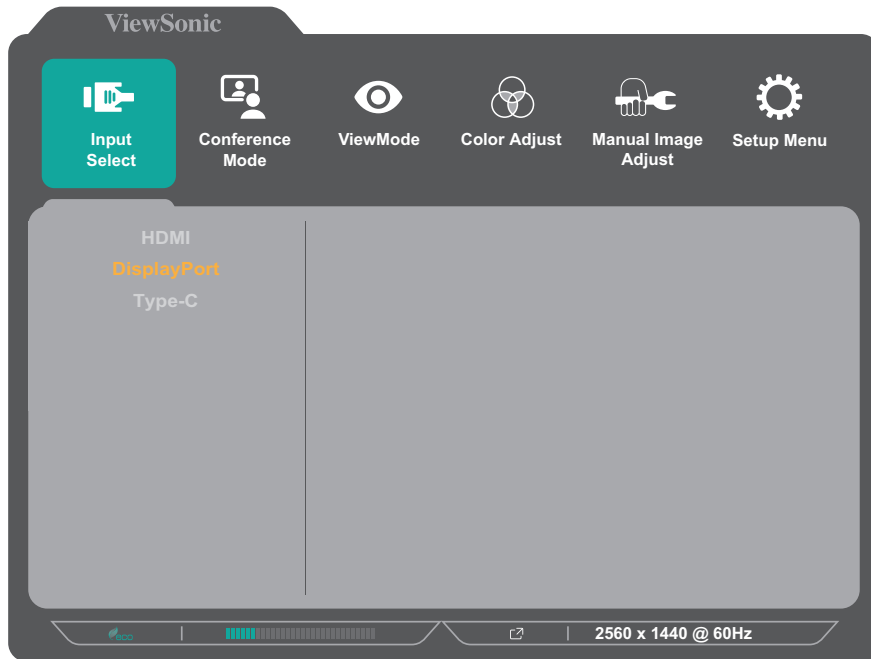 ViewSonic
Input
Select
Conference
Mode
ViewMode
Color Adjust
Manual Image
Adjust
Setup Menu
HDMI
DisplayPort
Type-C
eco
2560 x 1440 @ 60Hz